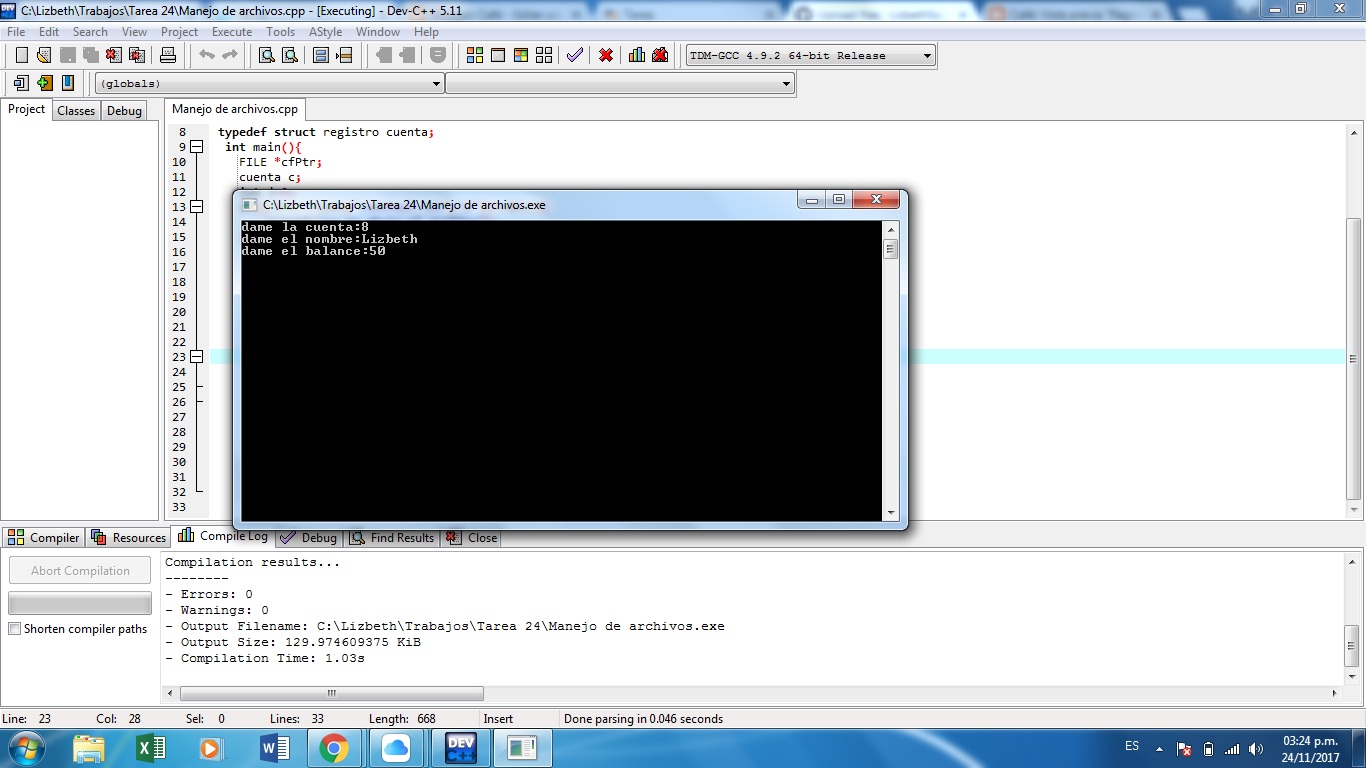 C:\Lizbeth\Trabajos\Tarea 24\Manejo de archivos.cpp - [Executing] - Dev-C++ 5.11
File Edit Search View Project Execute Tools AStyle Window Help
TDM-GCC 4.9.2 64-bit Release
(globals)
Project Classes Debug
Manejo de archivos.cpp
8 typedef struct registro cuenta;
9 int main(){
10 FILE *cfPtr;
11 cuenta c;
12
13
14
15
16
17
18
19
20
21
22
23
24
25
26
27
28
29
30
31
32
33
C:\Lizbeth\Trabajos\Tarea 24\Manejo de archivos.exe
dame la cuenta:8
dame el nombre:Lizbeth
dame el balance:50
Compiler Resources Compile Log Debug Find Results Close
Abort Compilation
Shorten compiler paths
Compilation results...
--------
- Errors: 0
- Warnings: 0
- Output Filename: C:\Lizbeth\Trabajos\Tarea 24\Manejo de archivos.exe
- Output Size: 129.974609375 KiB
- Compilation Time: 1.03s
Line: 23 Col: 28 Sel: 0 Lines: 33 Length: 668 Insert Done parsing in 0.046 seconds
DEV C++
ES
03:24 p.m.
24/11/2017